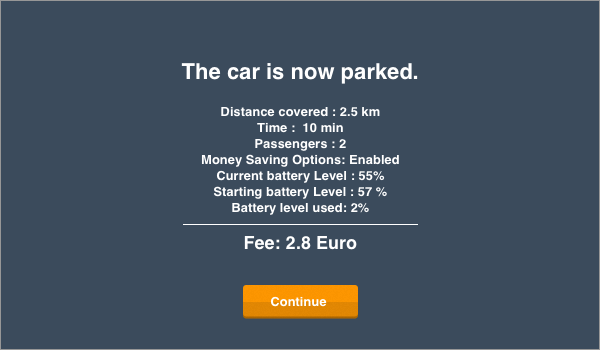 The car is now parked.
Distance covered : 2.5 km
Time :  10 min
Passengers : 2
Money Saving Options: Enabled
Current battery Level : 55%
Starting battery Level : 57 %
Battery level used: 2%
Fee: 2.8 Euro
Continue